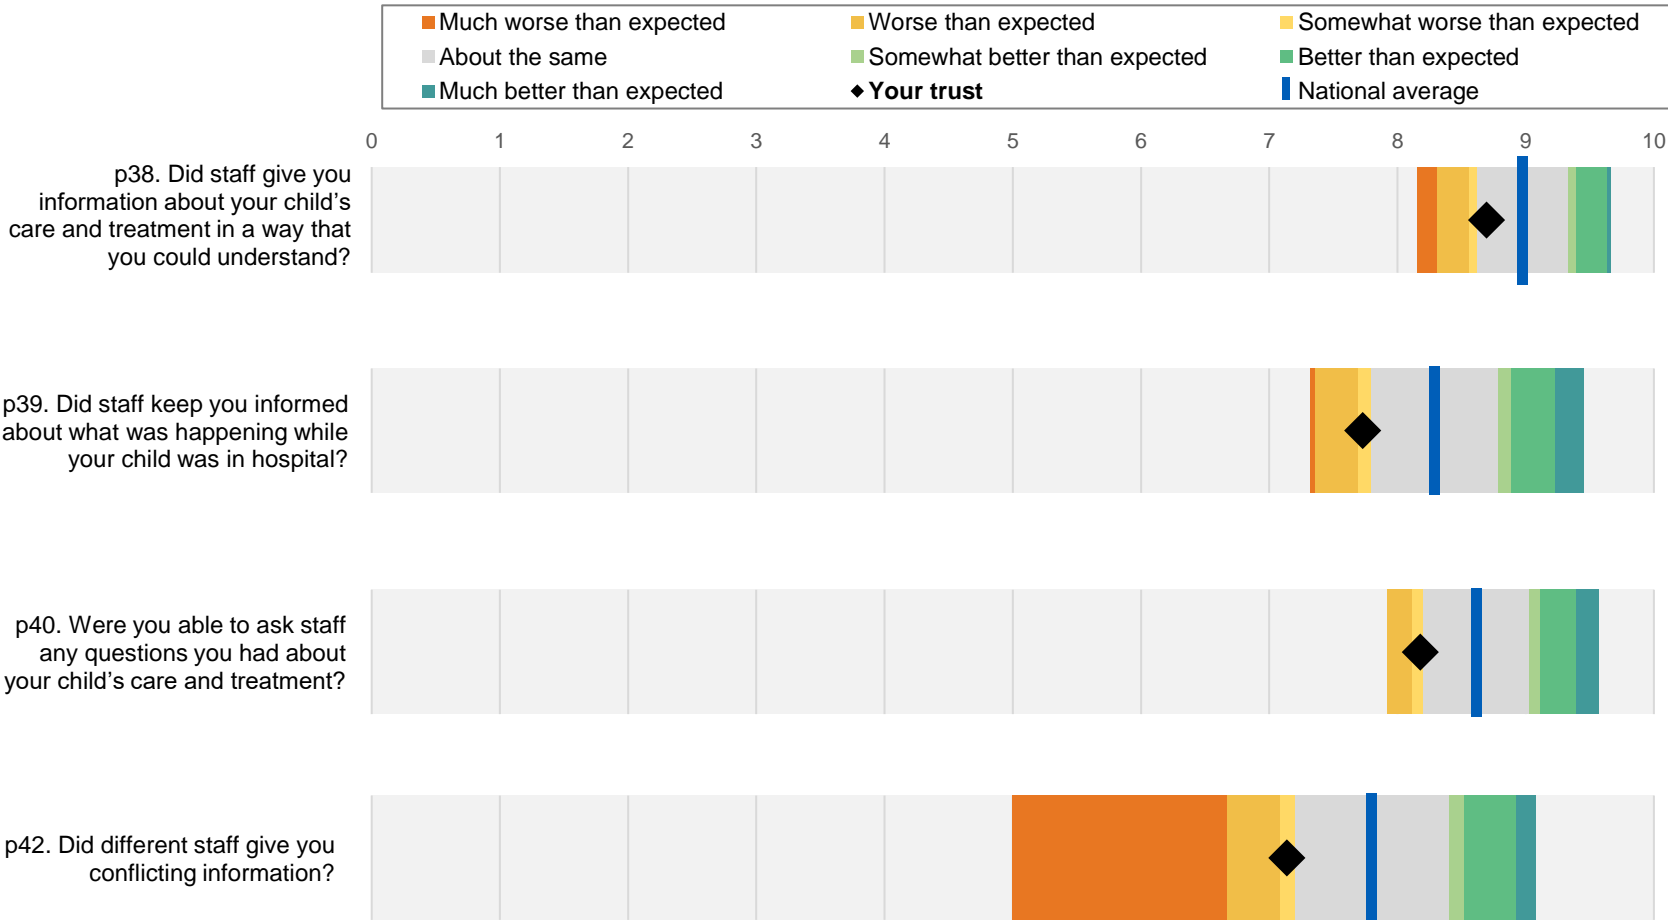 Much worse than expected
Worse than expected
Somewhat worse than expected
About the same
Somewhat better than expected
Better than expected
Much better than expected
Your trust
National average
0 1 2 3 4 5 6 7 8 9 10
p38. Did staff give you
information about your child’s
care and treatment in a way that
you could understand?
p39. Did staff keep you informed
about what was happening while
your child was in hospital?
p40. Were you able to ask staff
any questions you had about
your child’s care and treatment?
p42. Did different staff give you
conflicting information?